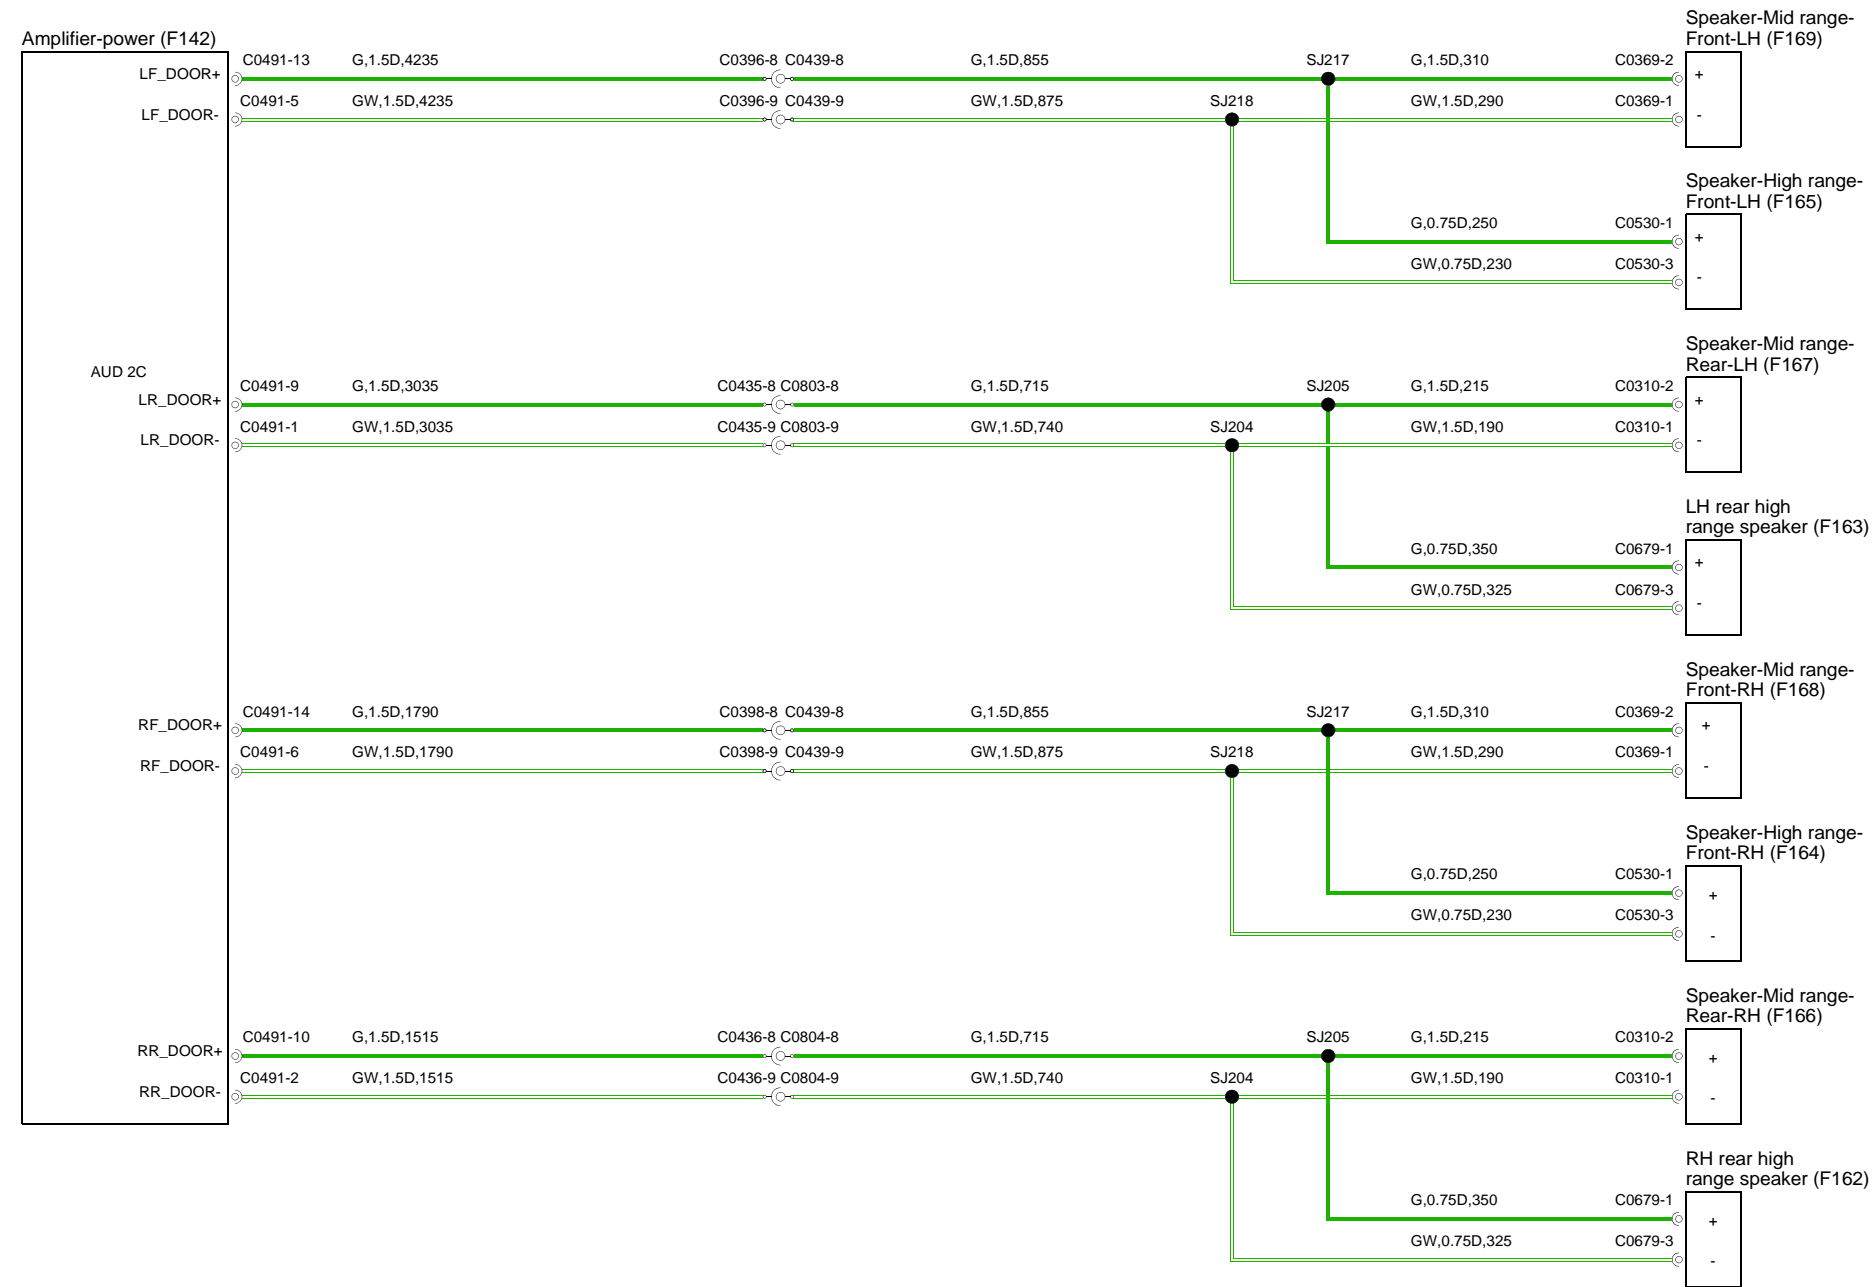 Speaker-Mid range-
Front-LH (F169)
Amplifier-power (F142)
LF_DOOR+ C0491-13 G,1.5D,4235 C0396-8 C0439-8 G,1.5D,855 SJ217 G,1.5D,310 C0369-2 +
LF_DOOR- C0491-5 GW,1.5D,4235 C0396-9 C0439-9 GW,1.5D,875 SJ218 GW,1.5D,290 C0369-1 -
Speaker-High range-
Front-LH (F165)
G,0.75D,250 C0530-1 +
GW,0.75D,230 C0530-3 -
Speaker-Mid range-
Rear-LH (F167)
AUD 2C
LR_DOOR+ C0491-9 G,1.5D,3035 C0435-8 C0803-8 G,1.5D,715 SJ205 G,1.5D,215 C0310-2 +
LR_DOOR- C0491-1 GW,1.5D,3035 C0435-9 C0803-9 GW,1.5D,740 SJ204 GW,1.5D,190 C0310-1 -
LH rear high
range speaker (F163)
G,0.75D,350 C0679-1 +
GW,0.75D,325 C0679-3 -
Speaker-Mid range-
Front-RH (F168)
RF_DOOR+ C0491-14 G,1.5D,1790 C0398-8 C0439-8 G,1.5D,855 SJ217 G,1.5D,310 C0369-2 +
RF_DOOR- C0491-6 GW,1.5D,1790 C0398-9 C0439-9 GW,1.5D,875 SJ218 GW,1.5D,290 C0369-1 -
Speaker-High range-
Front-RH (F164)
G,0.75D,250 C0530-1 +
GW,0.75D,230 C0530-3 -
Speaker-Mid range-
Rear-RH (F166)
RR_DOOR+ C0491-10 G,1.5D,1515 C0436-8 C0804-8 G,1.5D,715 SJ205 G,1.5D,215 C0310-2 +
RR_DOOR- C0491-2 GW,1.5D,1515 C0436-9 C0804-9 GW,1.5D,740 SJ204 GW,1.5D,190 C0310-1 -
RH rear high
range speaker (F162)
G,0.75D,350 C0679-1 +
GW,0.75D,325 C0679-3 -